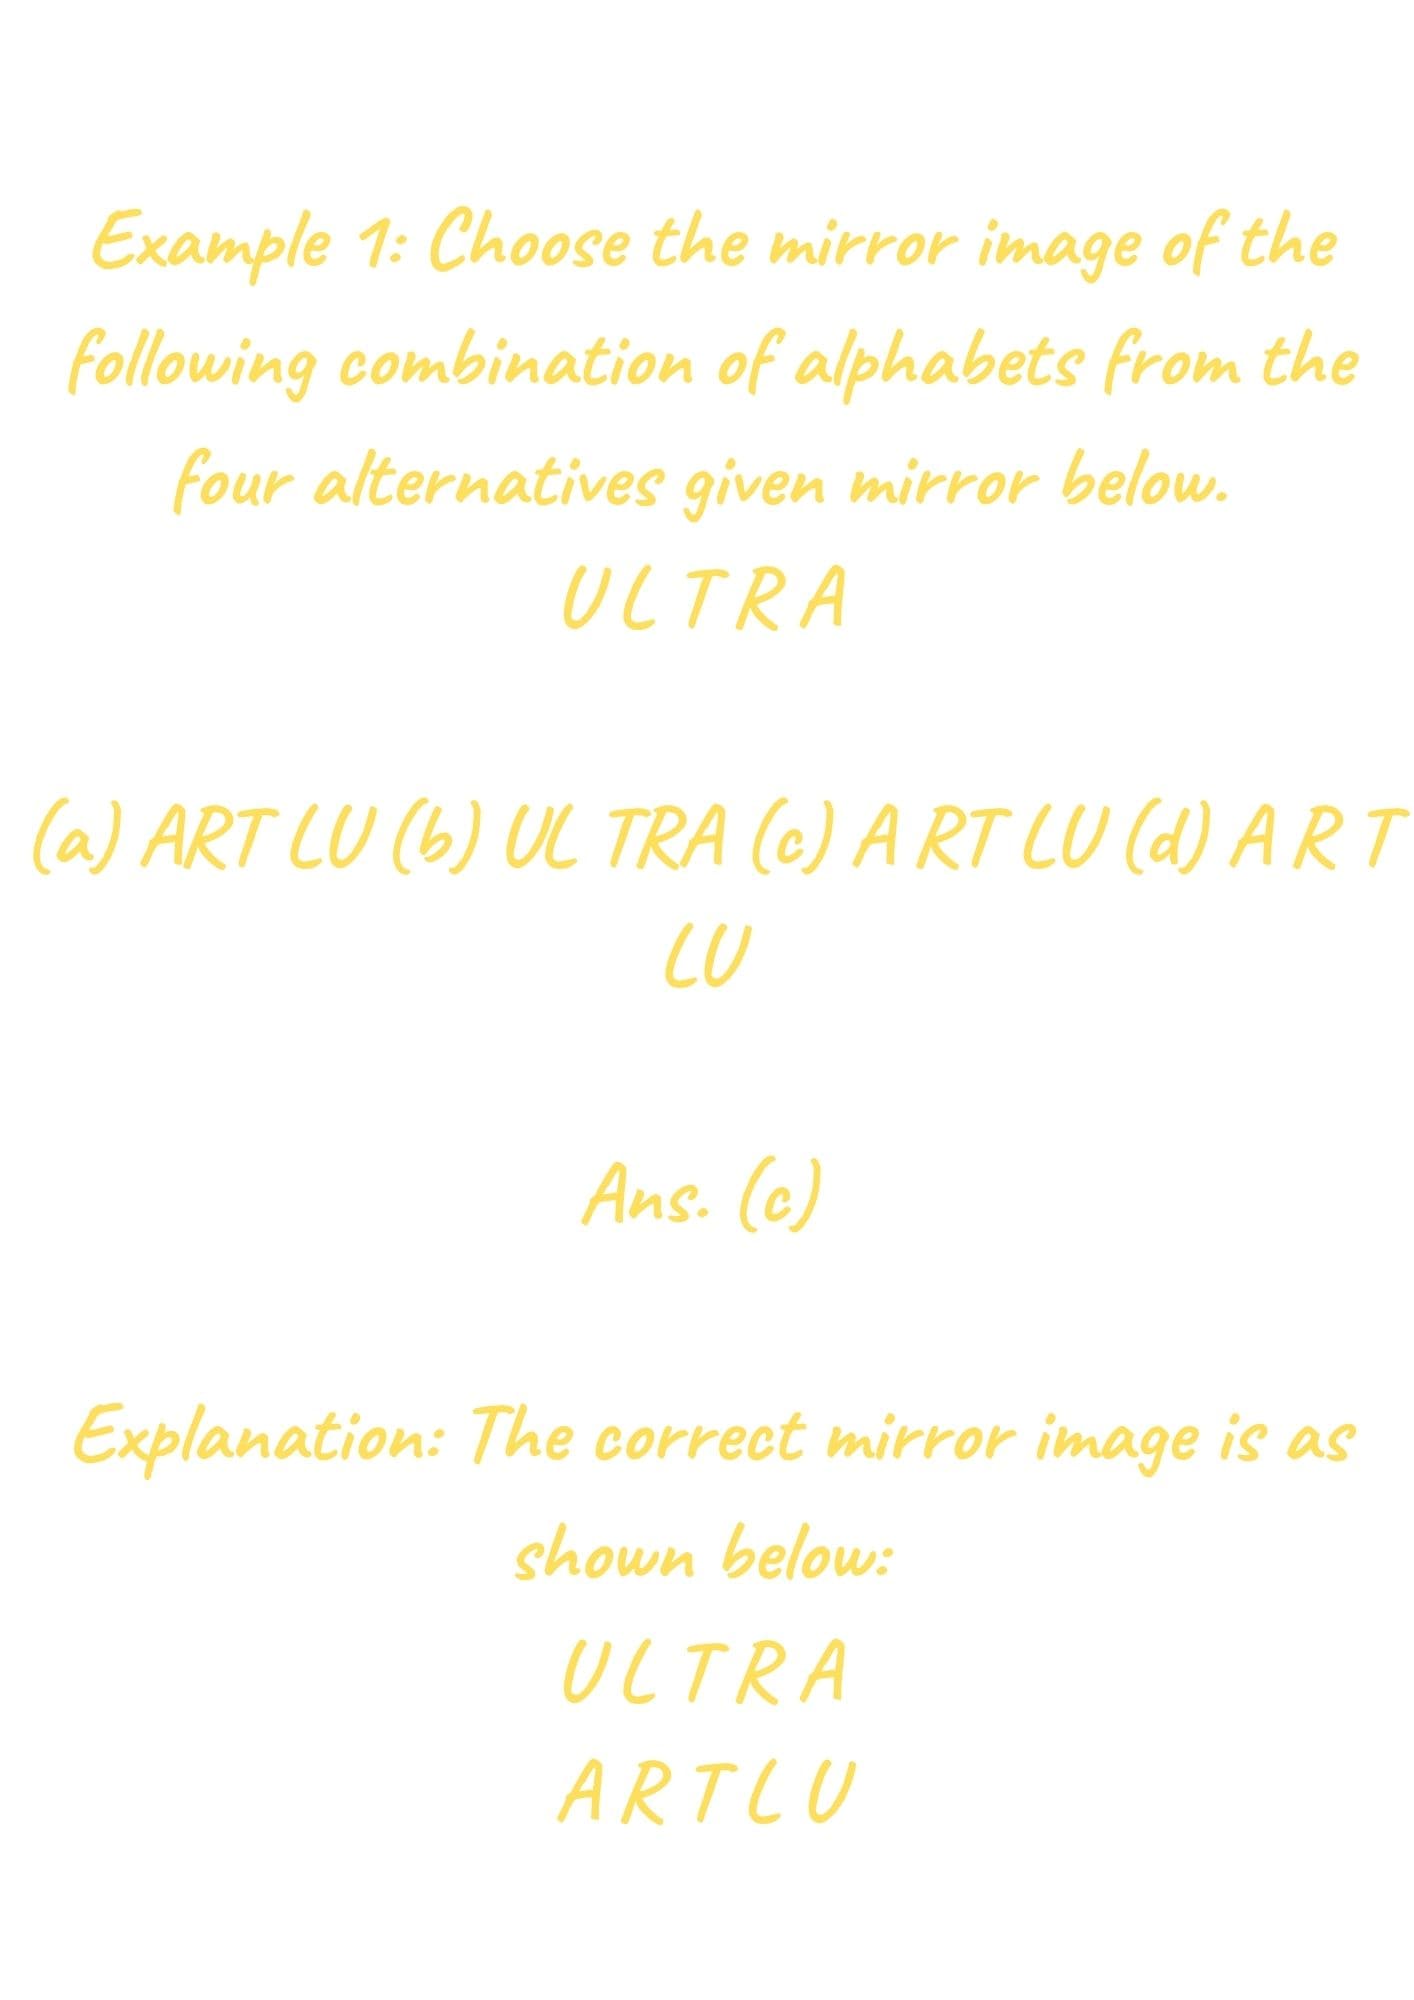 Example 1: Choose the mirror image of the
following combination of alphabets from the
four alternatives given mirror below.
U L T R A
(a) ART LU (b) UL TRA (c) A RT LU (d) A R T
LU
Ans. (c)
Explanation: The correct mirror image is as
shown below:
U L T R A
A R T L U